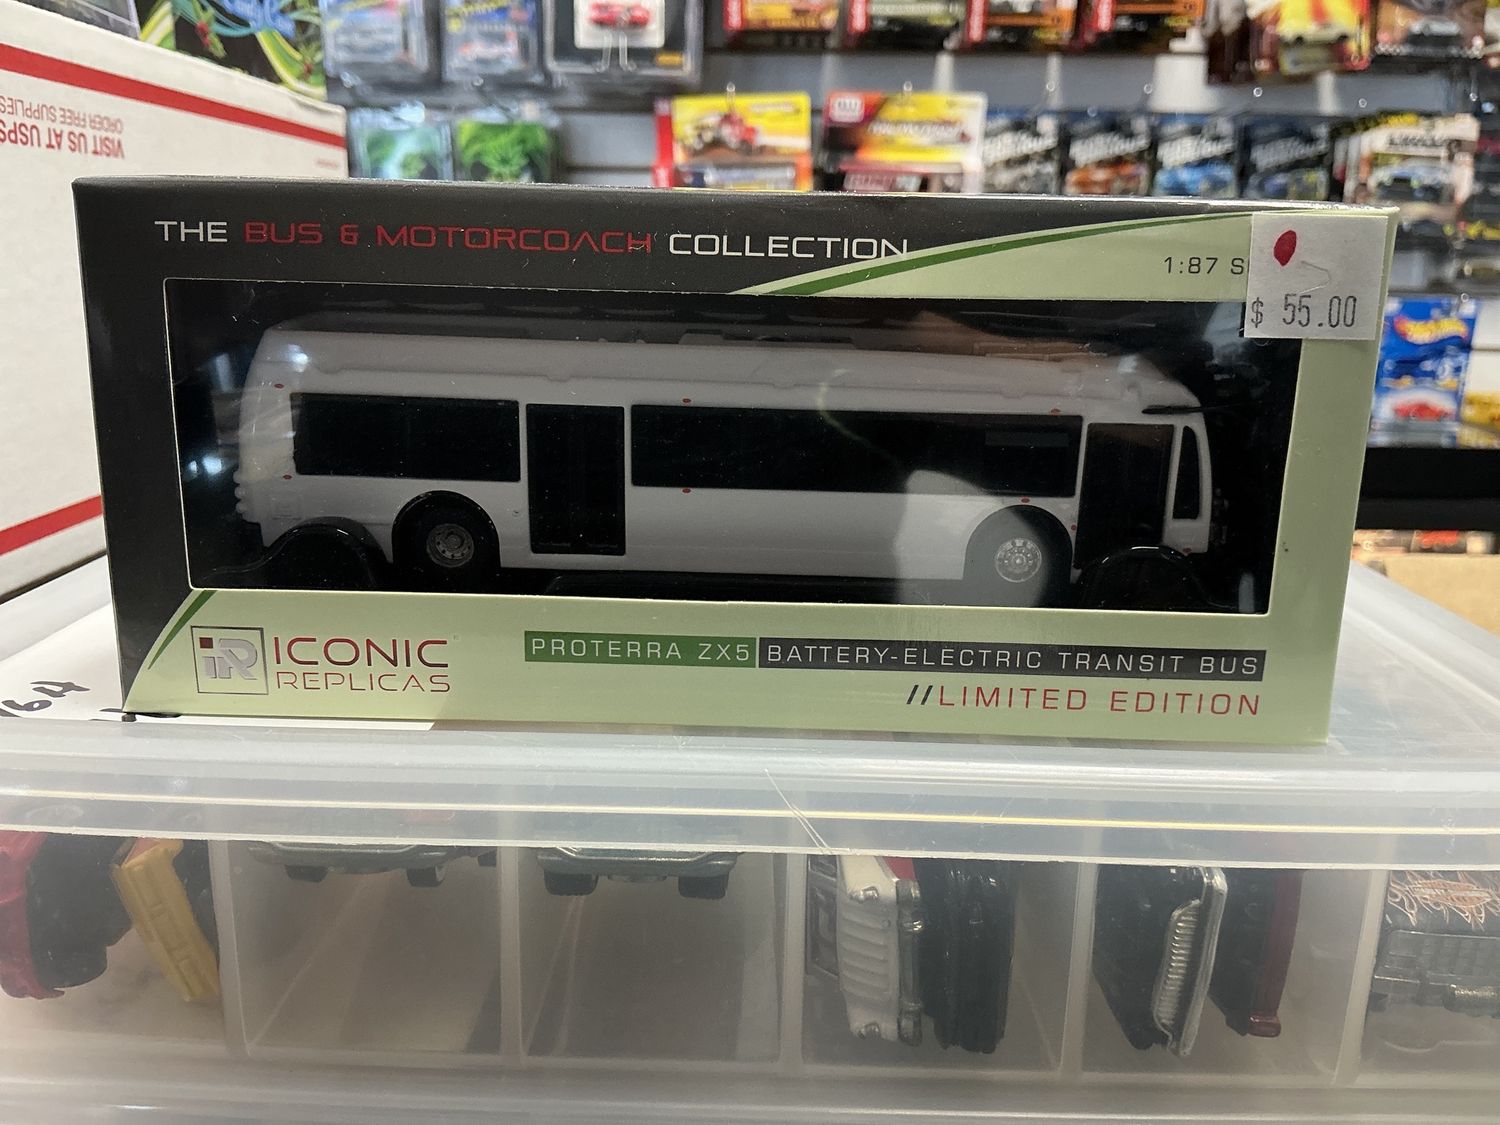 VISIT US AT USPS
ORDER FREE SUPPLIES
THE BUS & MOTORCOACH COLLECTION
1:87 S
$ 55.00
iR ICONIC
REPLICAS
PROTERRA ZX5 BATTERY-ELECTRIC TRANSIT BUS
//LIMITED EDITION